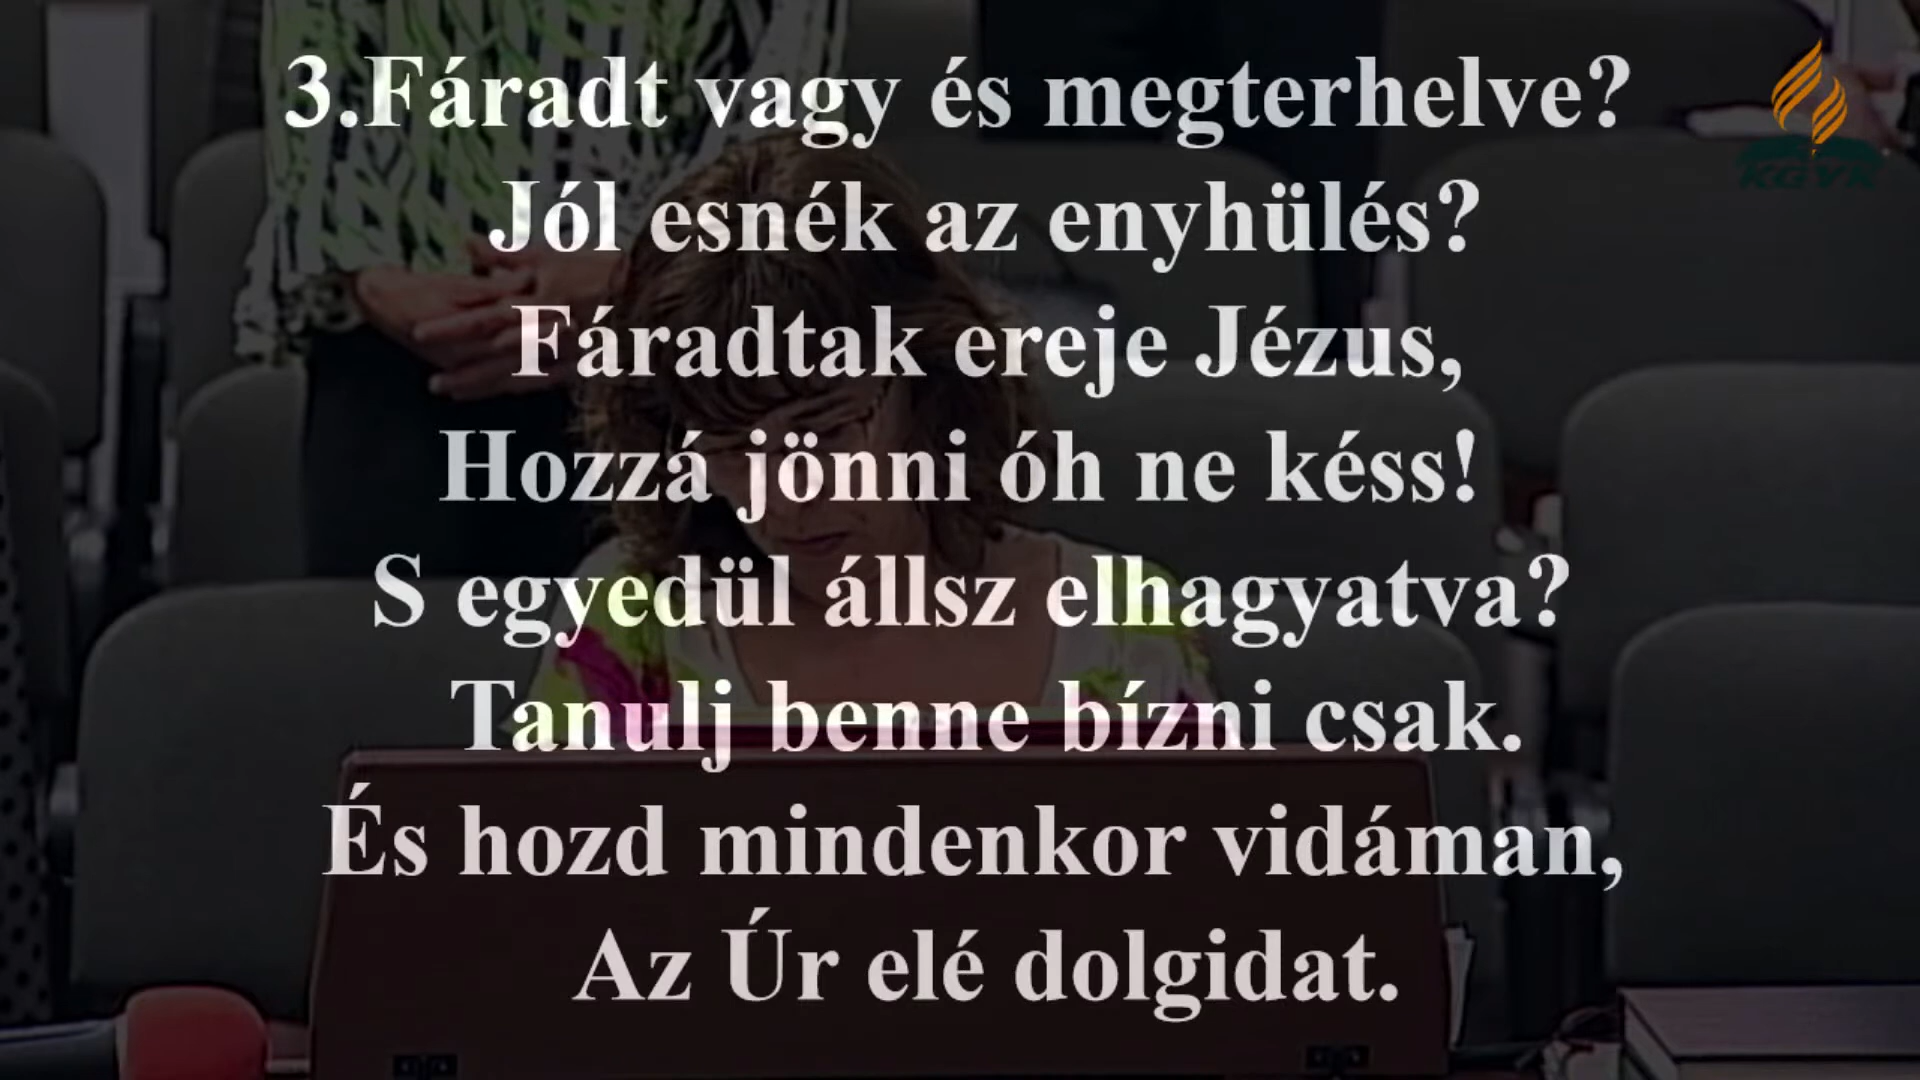 3.Fáradt vagy és megterhelve?
Jól esnék az enyhülés?
Fáradtak ereje Jézus,
Hozzá jönni óh ne késs!
S egyedül állsz elhagyatva?
Tanulj benne bízni csak.
És hozd mindenkor vidáman,
Az Úr elé dolgidat.
KGYK